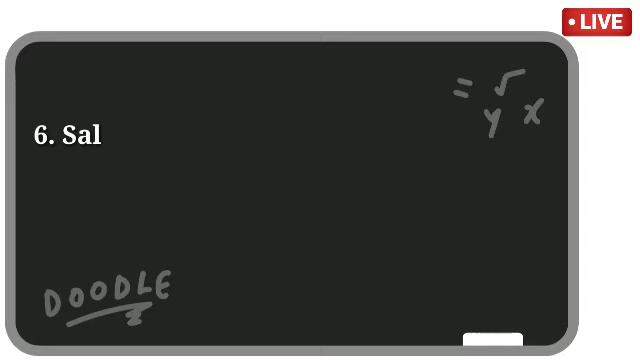 LIVE
= √
y x
6. Sal
DOODLE